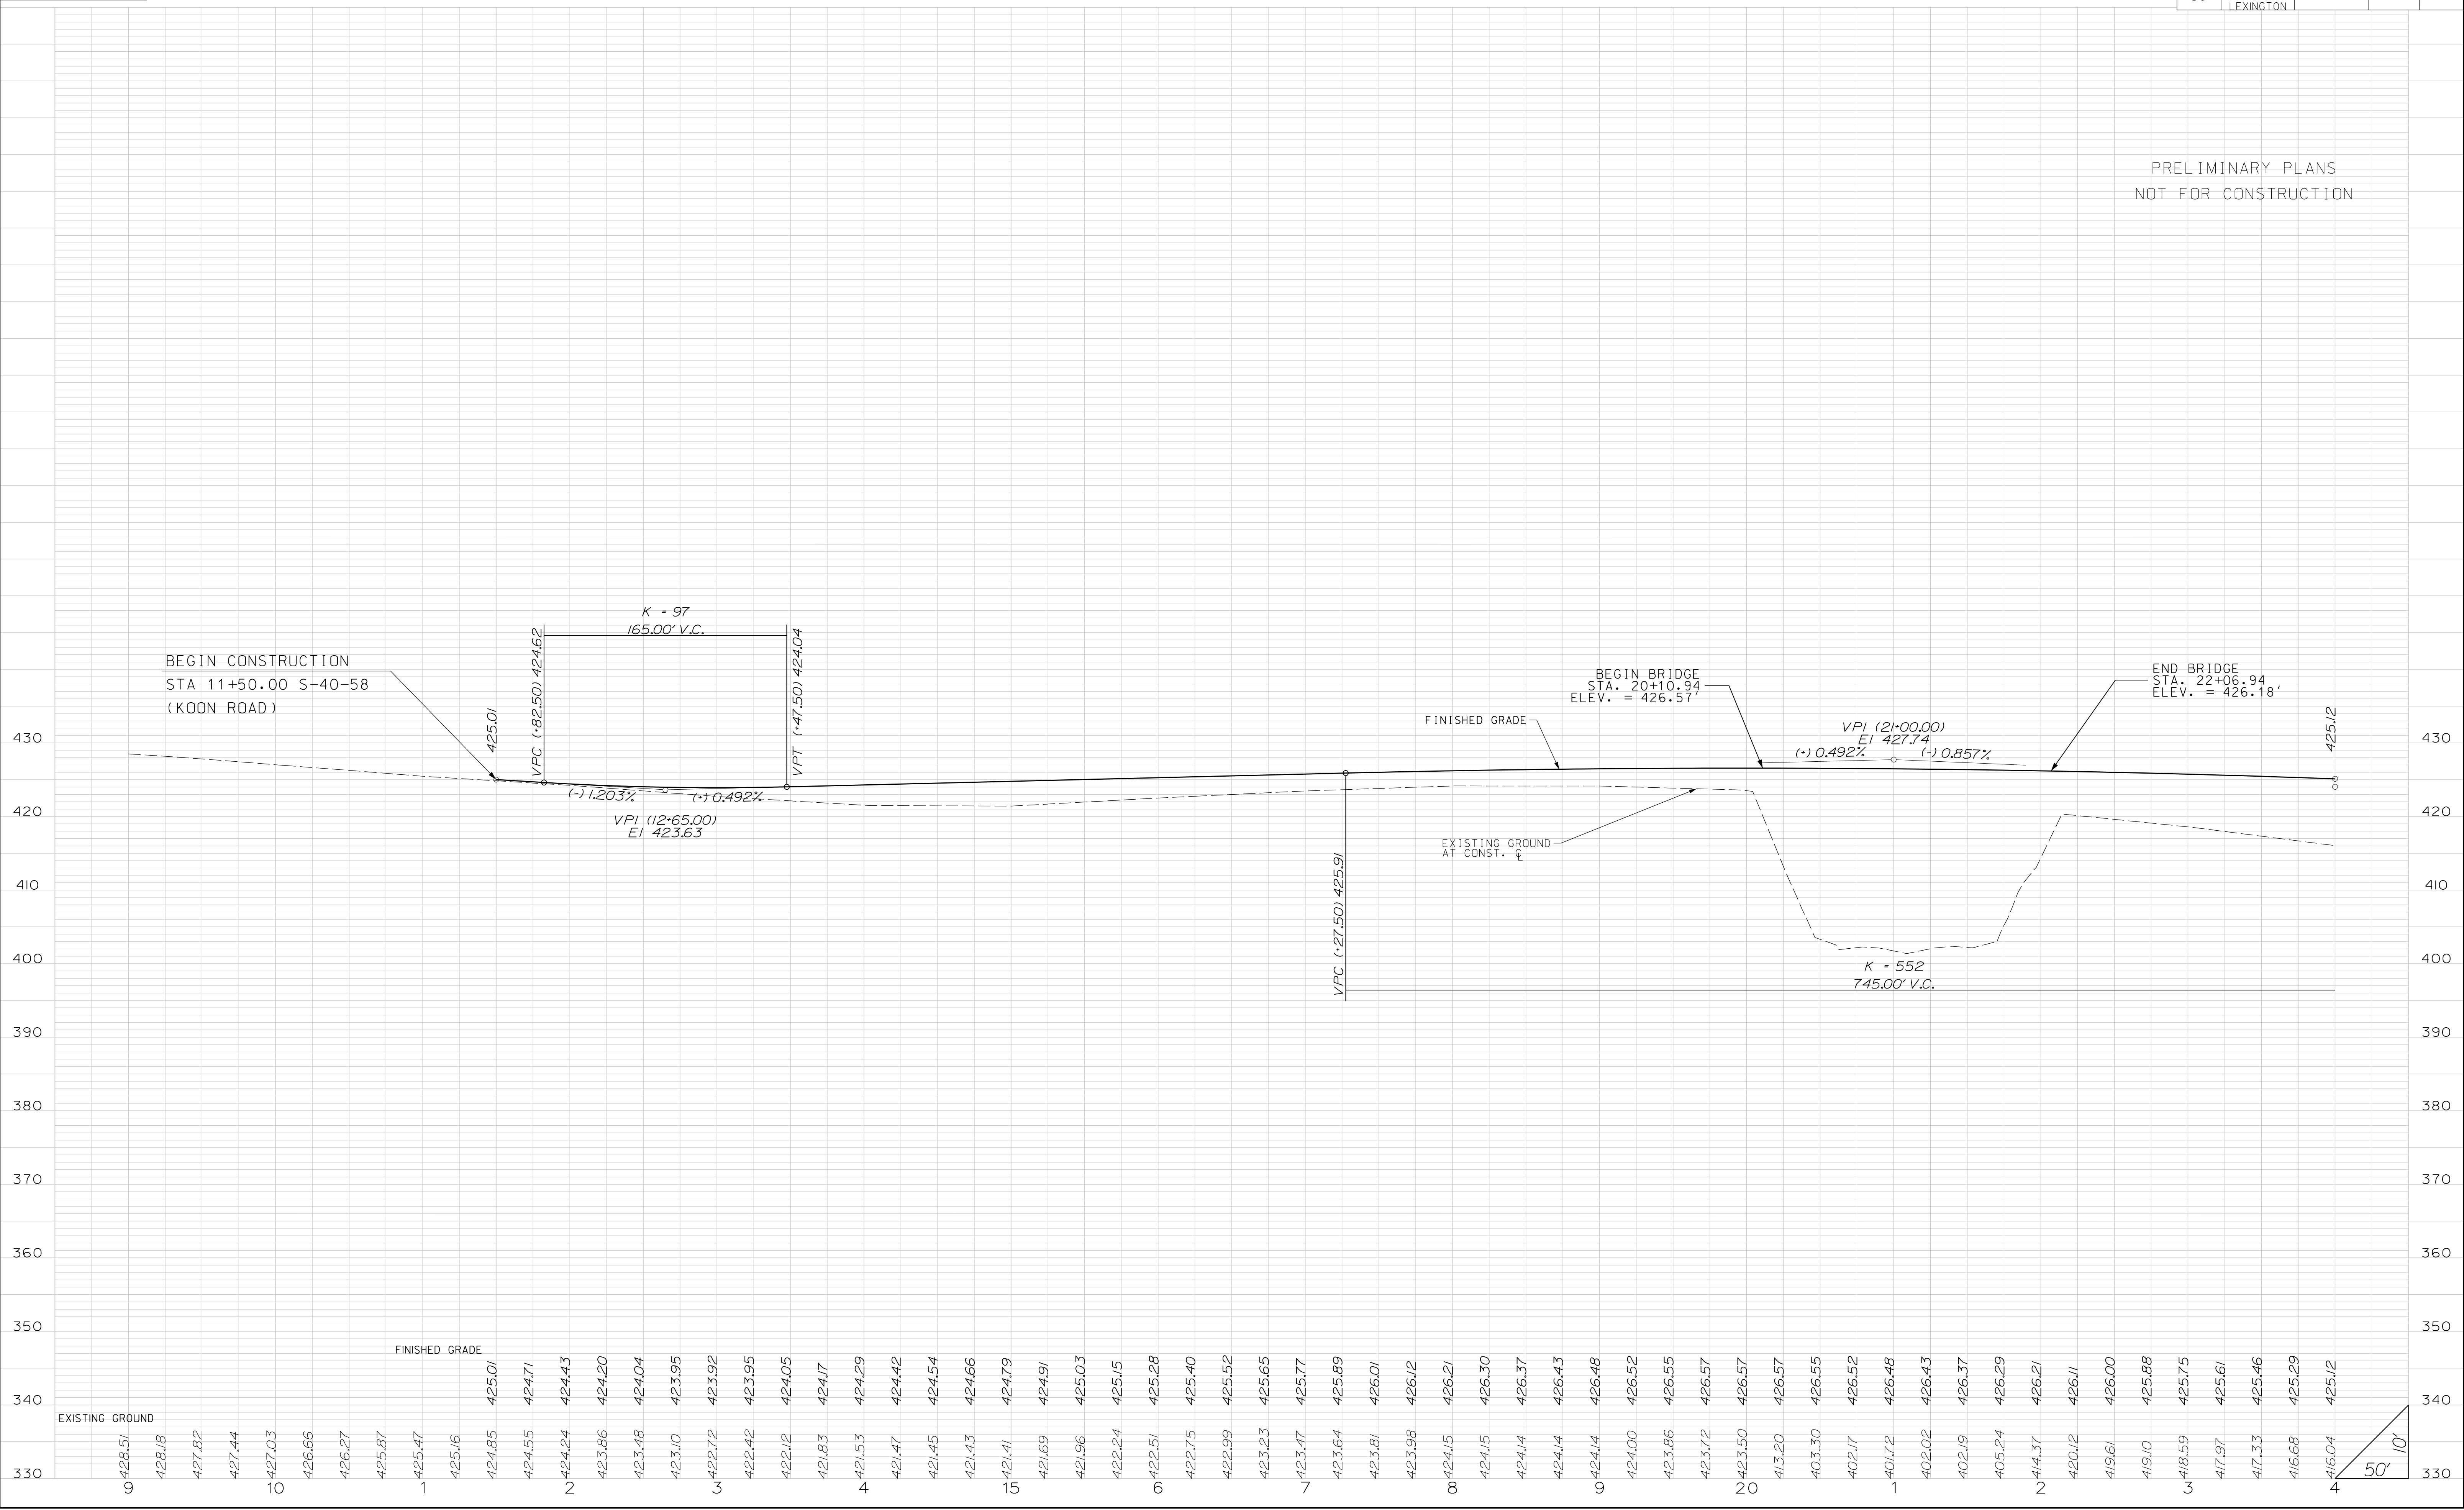 LEXINGTON
PRELIMINARY PLANS
NOT FOR CONSTRUCTION
K = 97
165.00' V.C.
VPC (+82.50) 424.62
VPT (+47.50) 424.04
BEGIN CONSTRUCTION
STA 11+50.00 S-40-58
(KOON ROAD)
425.01
(-) 1.203%
(+) 0.492%
VPI (12+65.00)
El 423.63
BEGIN BRIDGE
STA. 20+10.94
ELEV. = 426.57'
FINISHED GRADE
VPI (21+00.00)
El 427.74
(+) 0.492%
(-) 0.857%
END BRIDGE
STA. 22+06.94
ELEV. = 426.18'
425.12
EXISTING GROUND
AT CONST. ℄
VPC (+27.50) 425.91
K = 552
745.00' V.C.
430 430
420 420
410 410
400 400
390 390
380 380
370 370
360 360
350 350
340 340
330 330
FINISHED GRADE
425.01 424.71 424.43 424.20 424.04 423.95 423.92 423.95 424.05 424.17 424.29 424.42 424.54 424.66 424.79 424.91 425.03 425.15 425.28 425.40 425.52 425.65 425.77 425.89 426.01 426.12 426.21 426.30 426.37 426.43 426.48 426.52 426.55 426.57 426.57 426.57 426.55 426.52 426.48 426.43 426.37 426.29 426.21 426.11 426.00 425.88 425.75 425.61 425.46 425.29 425.12
EXISTING GROUND
428.51 428.18 427.82 427.44 427.03 426.66 426.27 425.87 425.47 425.16 424.85 424.55 424.24 423.86 423.48 423.10 422.72 422.42 422.12 421.83 421.53 421.47 421.45 421.43 421.41 421.69 421.96 422.24 422.51 422.75 422.99 423.23 423.47 423.64 423.81 423.98 424.15 424.15 424.14 424.14 424.14 424.00 423.86 423.72 423.50 413.20 403.30 402.17 401.72 402.02 402.19 405.24 414.37 420.12 419.61 419.10 418.59 417.97 417.33 416.68 416.04
9 10 1 2 3 4 15 6 7 8 9 20 1 2 3 4
10'
50'